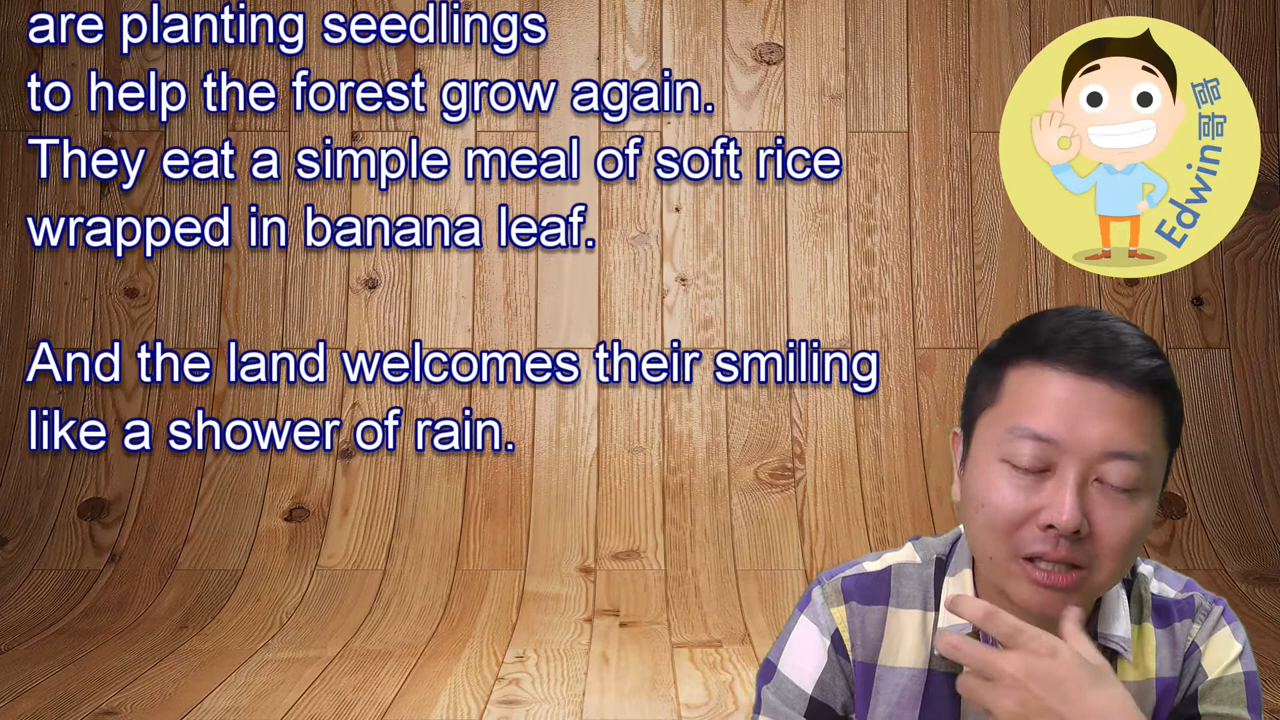 are planting seedlings
to help the forest grow again.
They eat a simple meal of soft rice
wrapped in banana leaf.
And the land welcomes their smiling
like a shower of rain.
Edwin哥哥